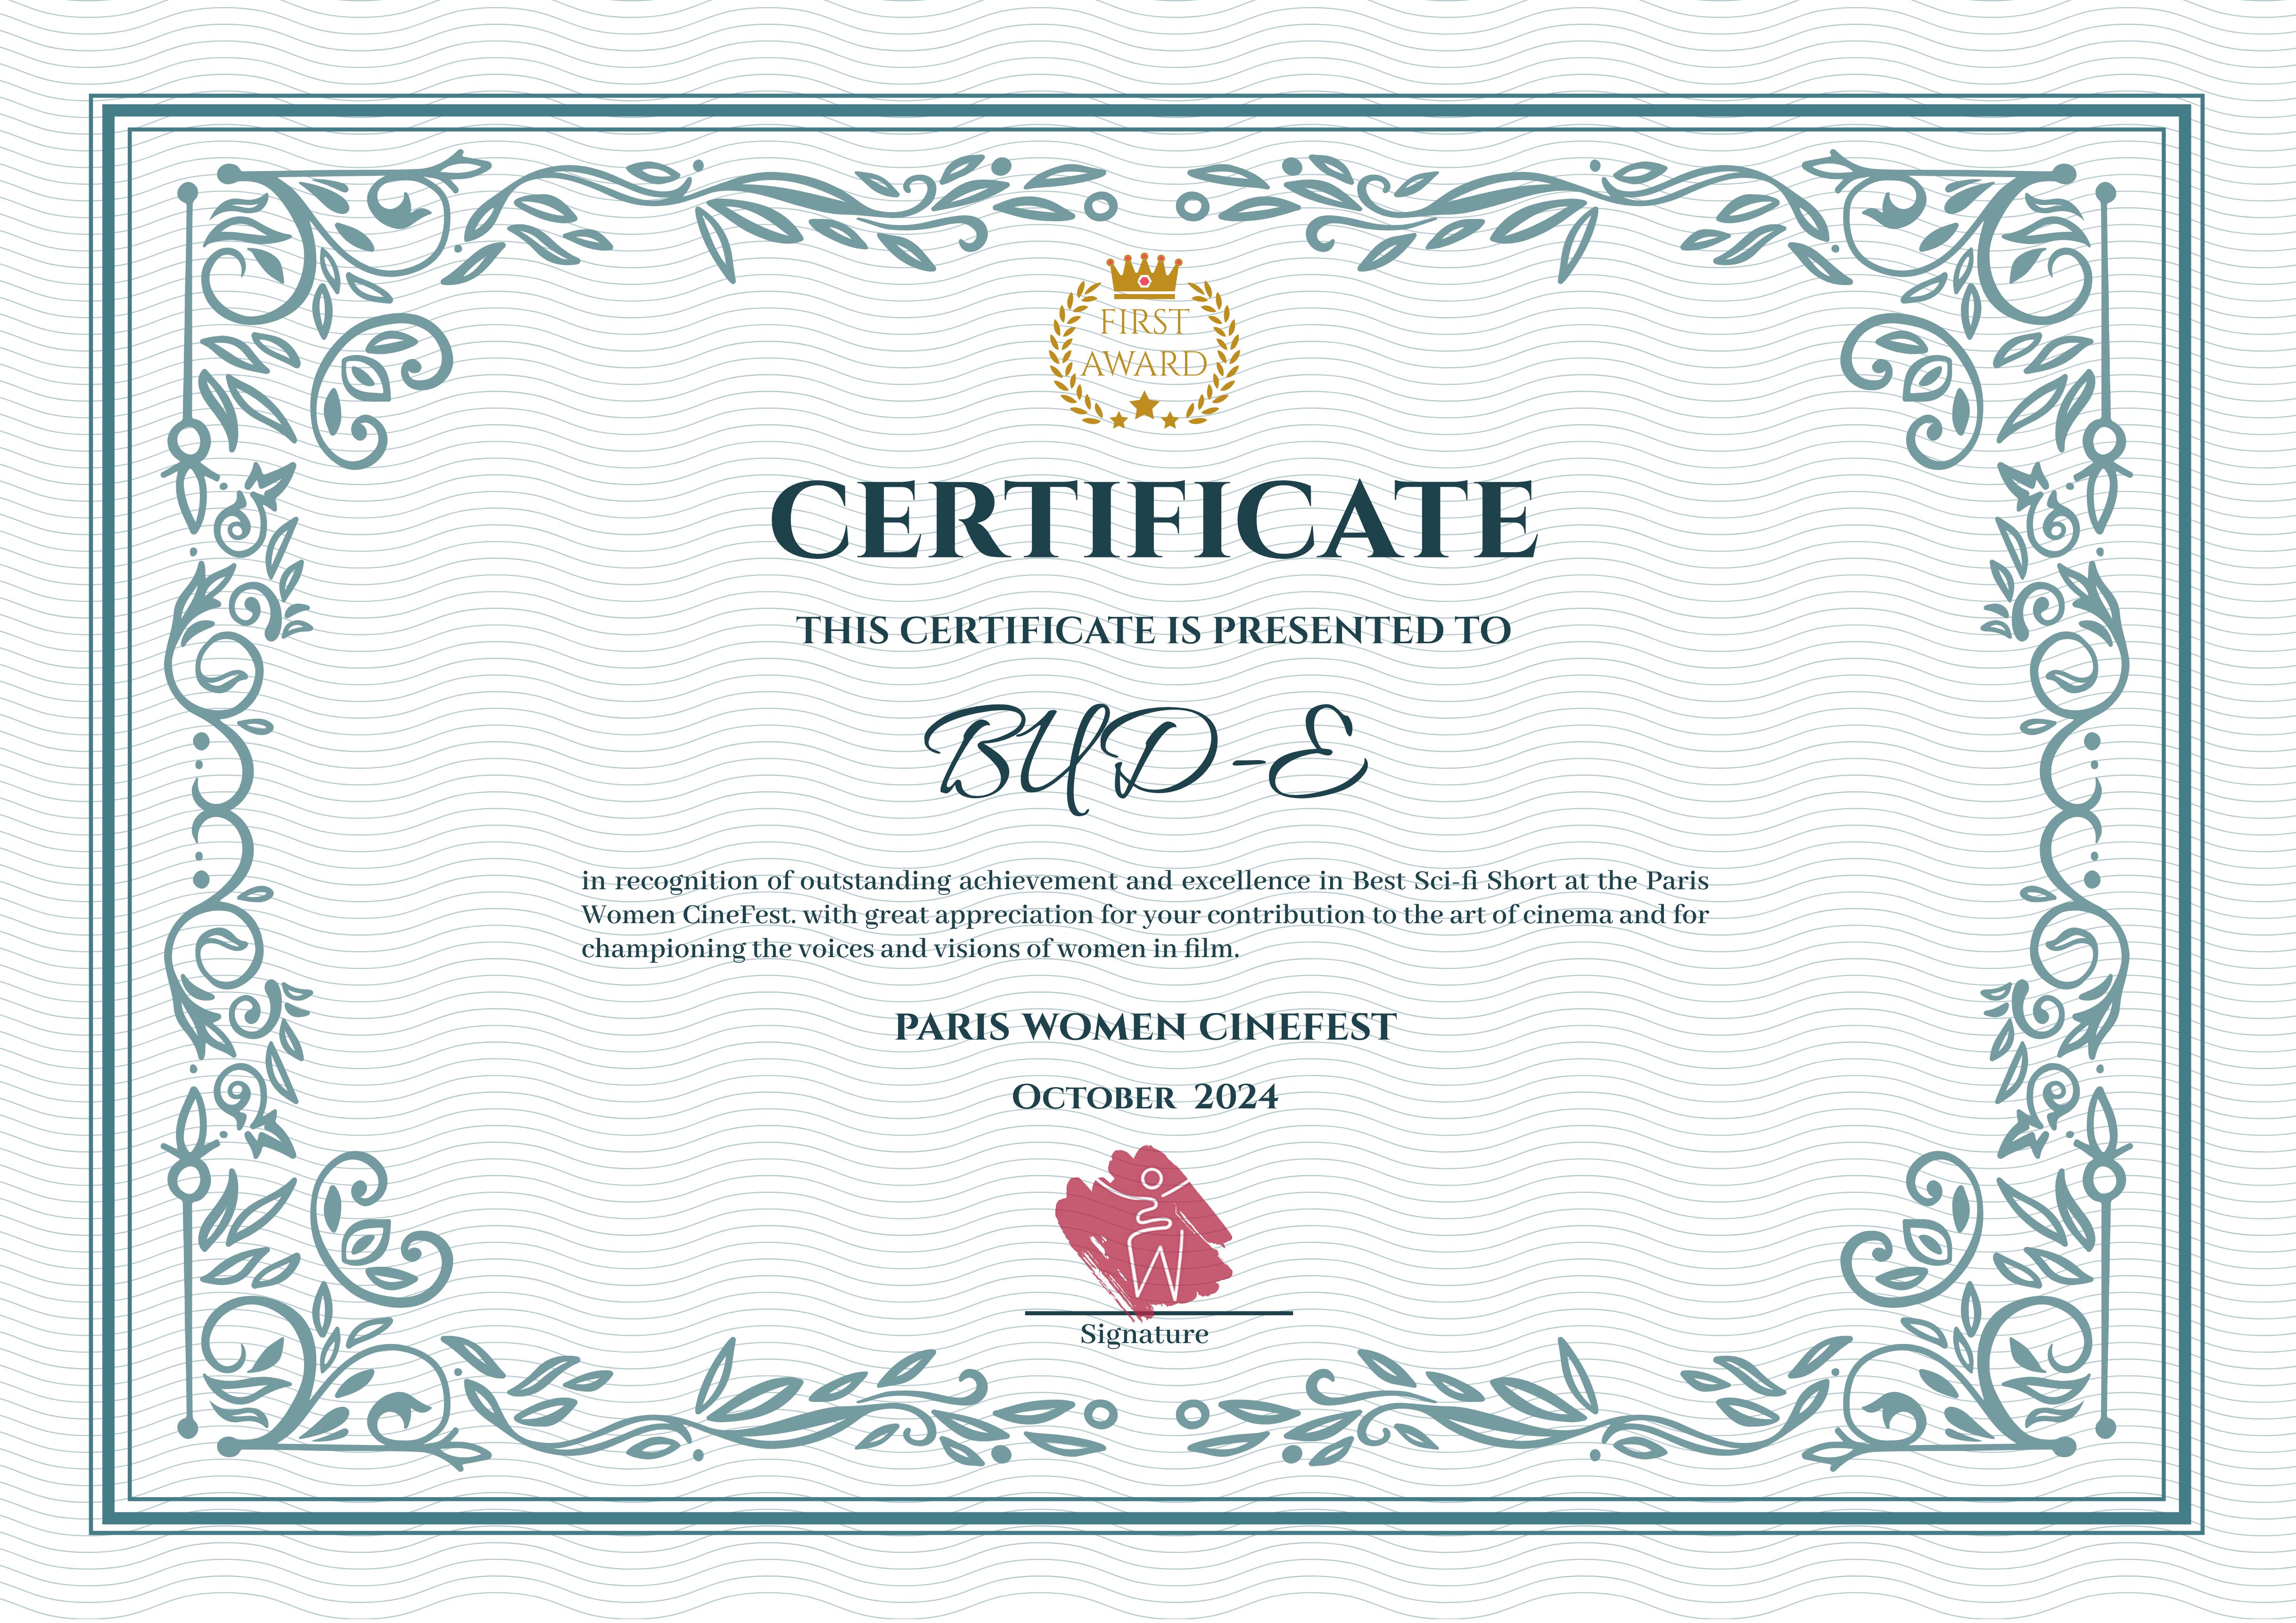 FIRST
AWARD
CERTIFICATE
THIS CERTIFICATE IS PRESENTED TO
BUD-E
in recognition of outstanding achievement and excellence in Best Sci-fi Short at the Paris
Women CineFest. with great appreciation for your contribution to the art of cinema and for
championing the voices and visions of women in film.
PARIS WOMEN CINEFEST
October 2024
W
Signature